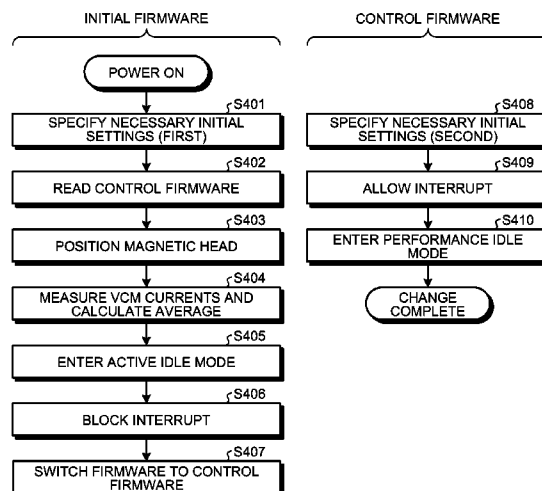 INITIAL FIRMWARE
POWER ON
S401
SPECIFY NECESSARY INITIAL
SETTINGS (FIRST)
S402
READ CONTROL FIRMWARE
S403
POSITION MAGNETIC HEAD
S404
MEASURE VCM CURRENTS AND
CALCULATE AVERAGE
S405
ENTER ACTIVE IDLE MODE
S406
BLOCK INTERRUPT
S407
SWITCH FIRMWARE TO CONTROL
FIRMWARE
CONTROL FIRMWARE
S408
SPECIFY NECESSARY INITIAL
SETTINGS (SECOND)
S409
ALLOW INTERRUPT
S410
ENTER PERFORMANCE IDLE
MODE
CHANGE
COMPLETE